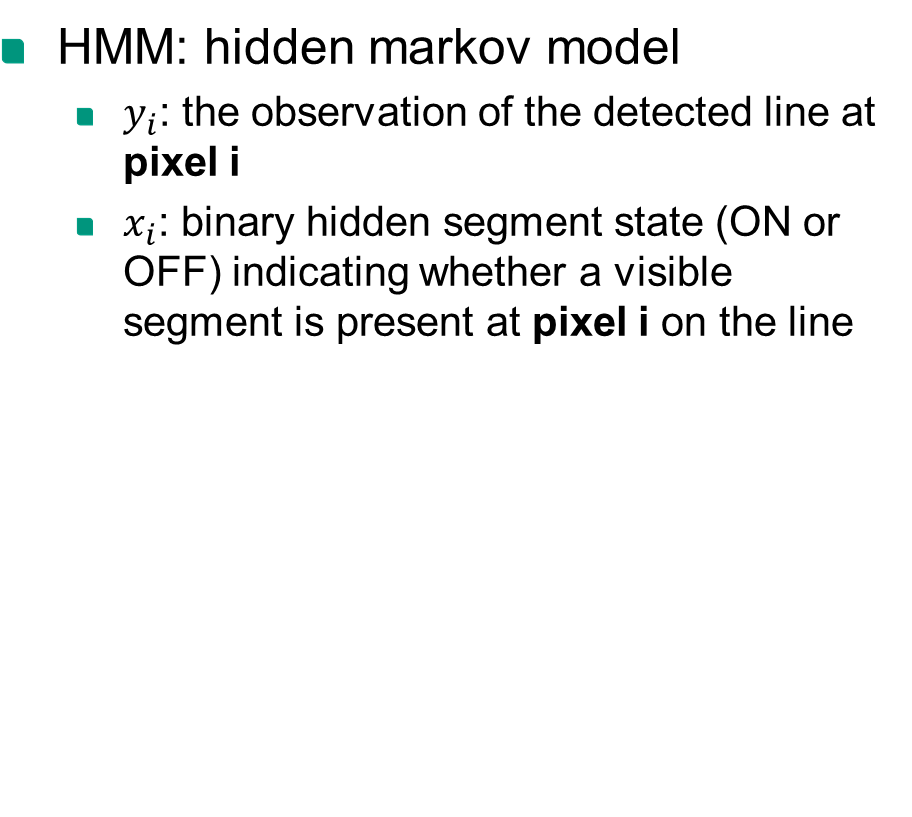 HMM: hidden markov model
yᵢ: the observation of the detected line at
pixel i
xᵢ: binary hidden segment state (ON or
OFF) indicating whether a visible
segment is present at pixel i on the line